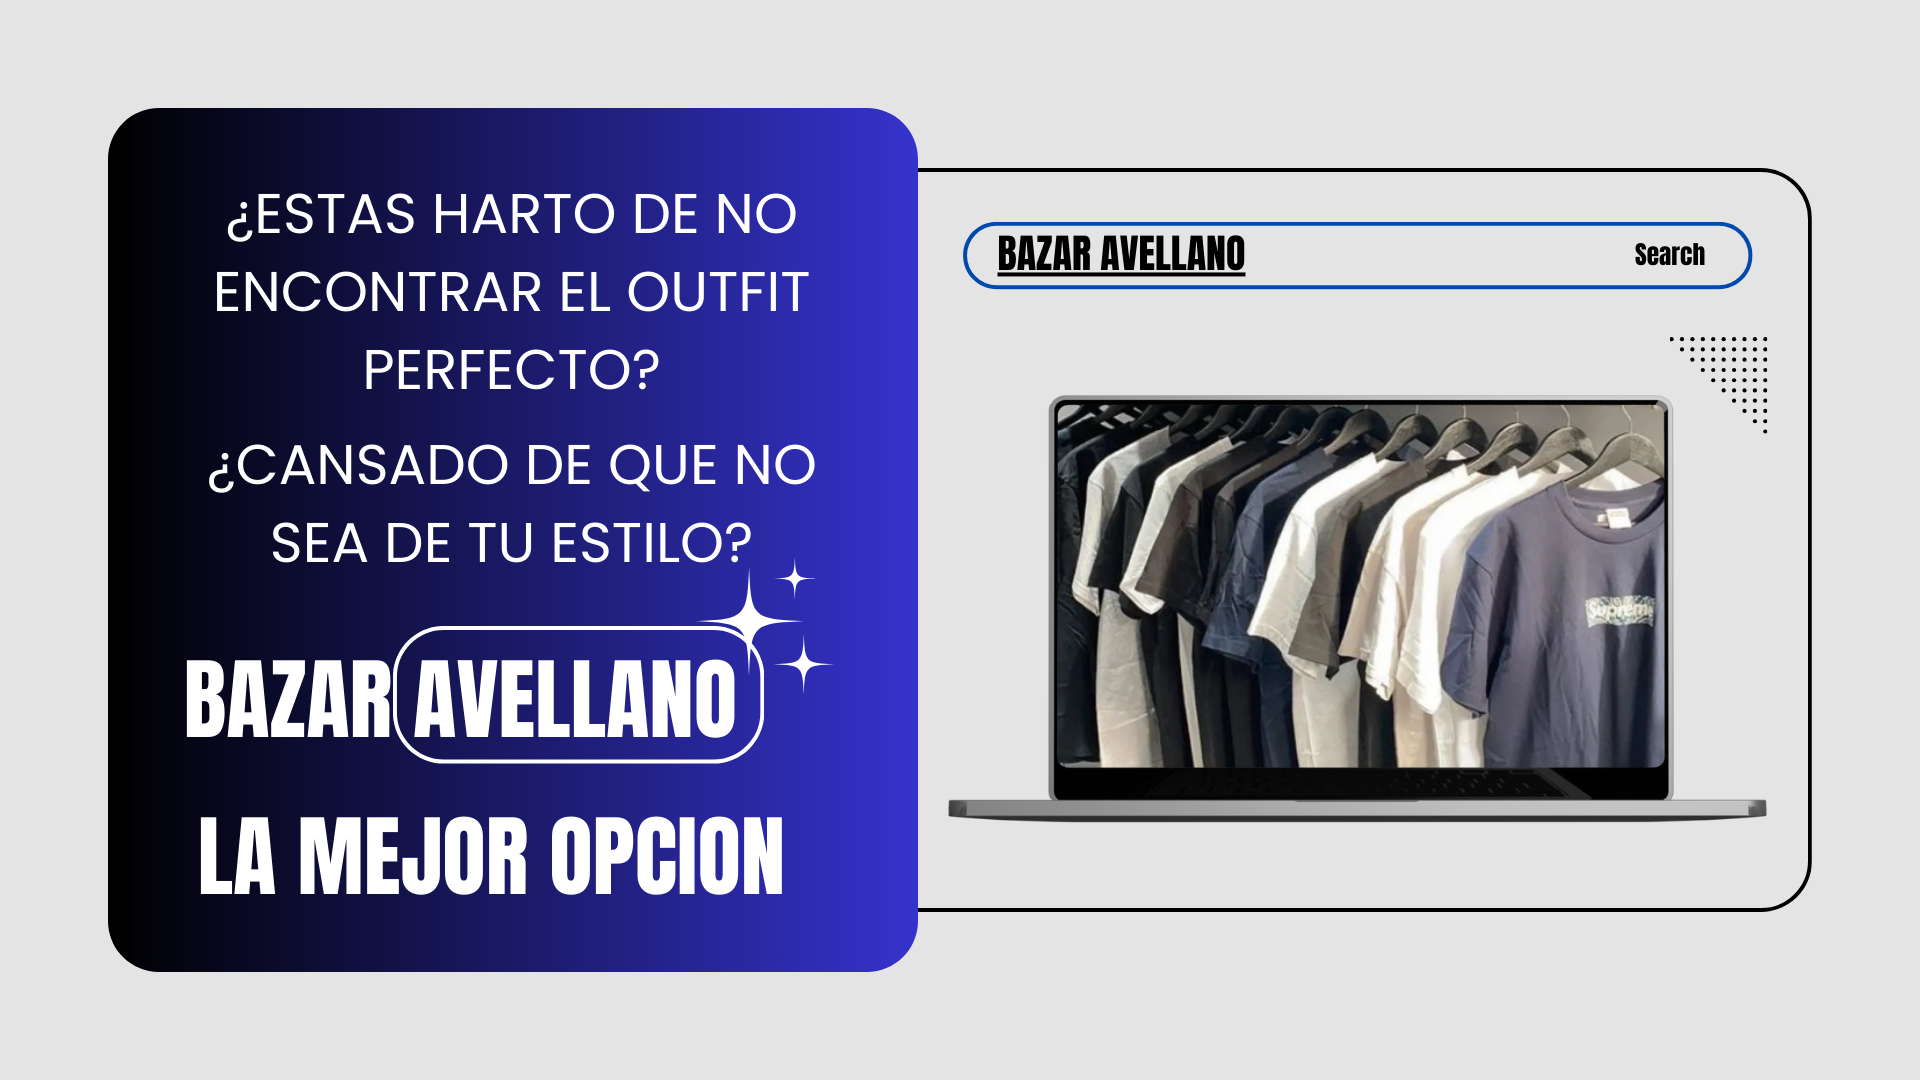 ¿ESTAS HARTO DE NO
ENCONTRAR EL OUTFIT
PERFECTO?
¿CANSADO DE QUE NO
SEA DE TU ESTILO?
BAZAR AVELLANO
LA MEJOR OPCION
BAZAR AVELLANO
Search
Supreme